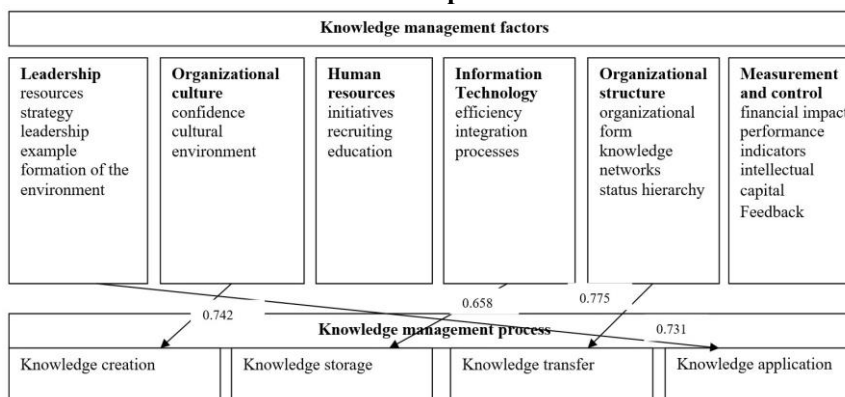 Knowledge management factors
Leadership
resources
strategy
leadership
example
formation of the
environment
Organizational
culture
confidence
cultural
environment
Human
resources
initiatives
recruiting
education
Information
Technology
efficiency
integration
processes
Organizational
structure
organizational
form
knowledge
networks
status hierarchy
Measurement
and control
financial impact
performance
indicators
intellectual
capital
Feedback
0.742
0.658
0.775
0.731
Knowledge management process
Knowledge creation
Knowledge storage
Knowledge transfer
Knowledge application